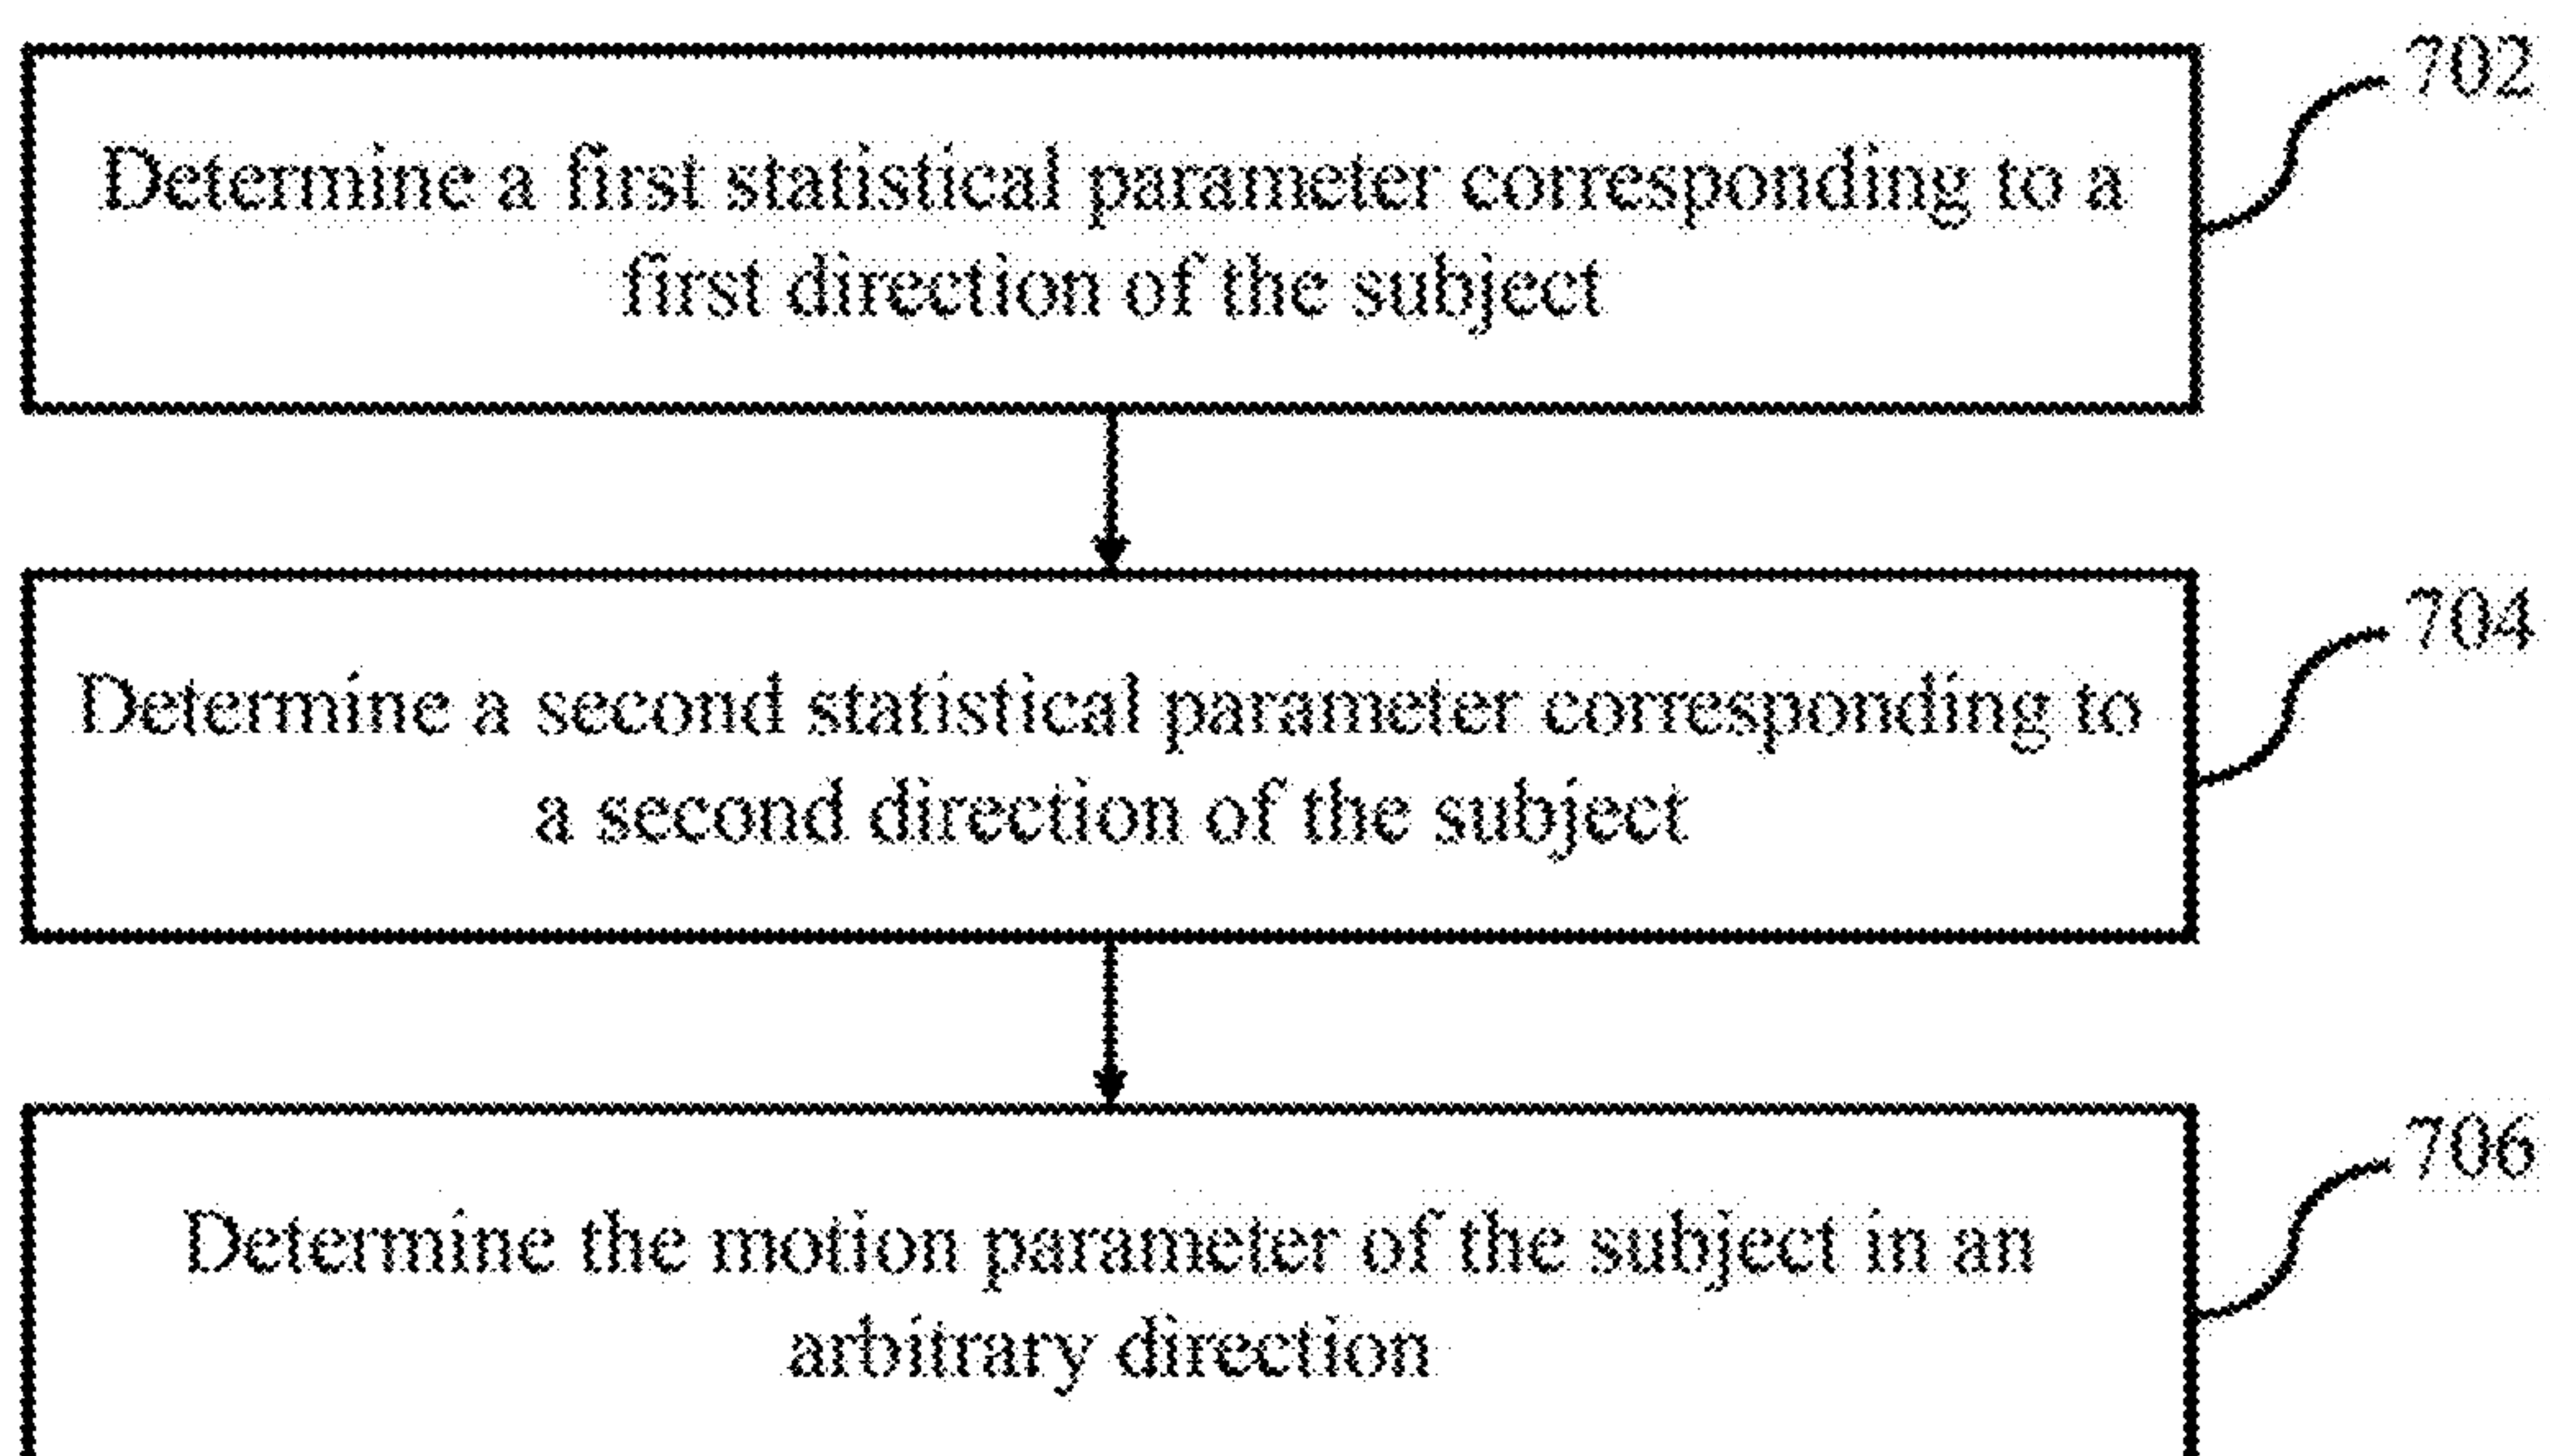 702
Determine a first statistical parameter corresponding to a
first direction of the subject
704
Determine a second statistical parameter corresponding to
a second direction of the subject
706
Determine the motion parameter of the subject in an
arbitrary direction